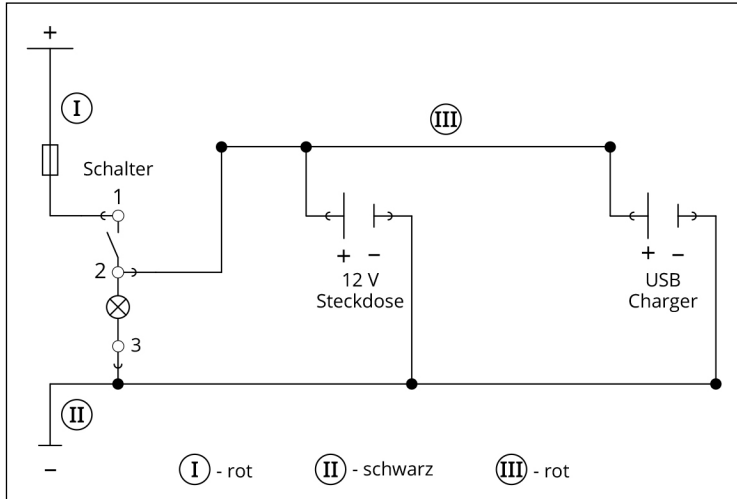 +
I
III
Schalter
1
2
+ −
12 V
Steckdose
+ −
USB
Charger
3
II
−
I - rot
II - schwarz
III - rot